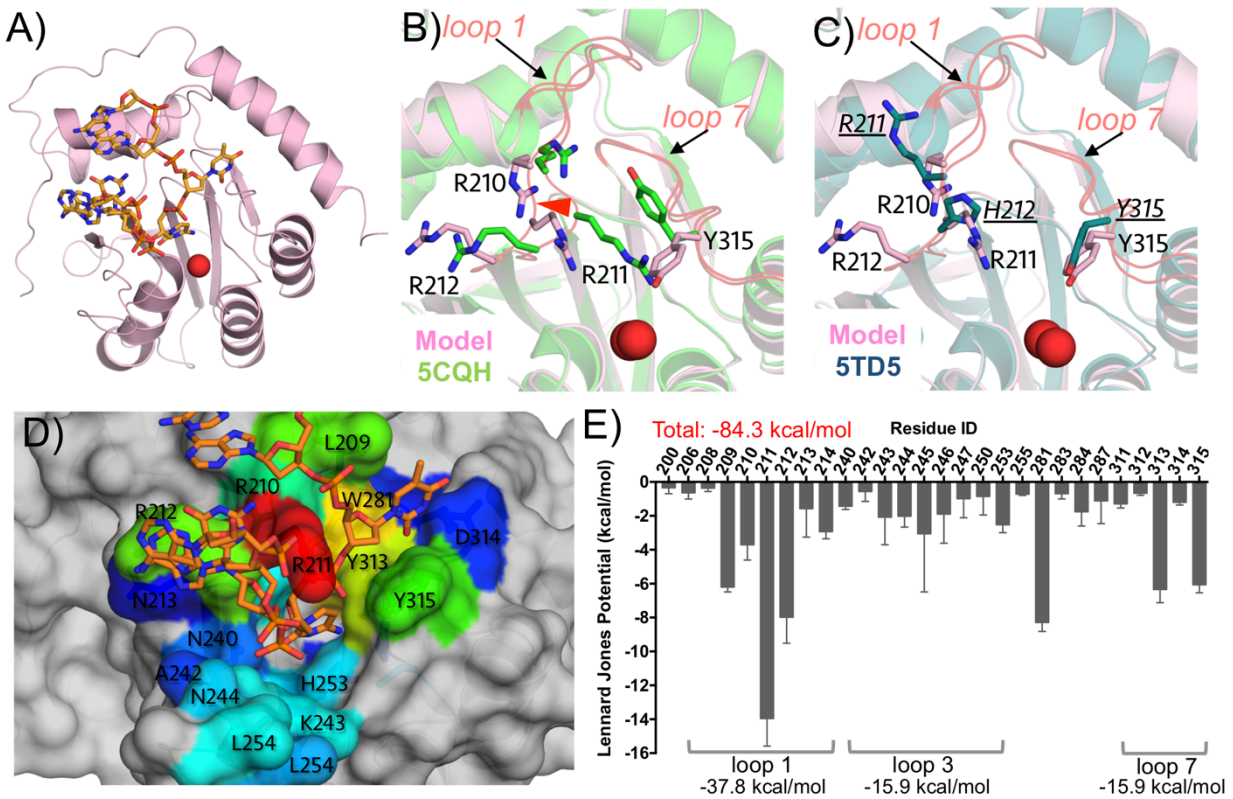 A)
B)
loop 1
loop 7
R210
R212
R211
Y315
Model
5CQH
C)
loop 1
loop 7
R211
R210
H212
Y315
Y315
R212
R211
Model
5TD5
D)
L209
R210
W281
R212
D314
R211
Y313
N213
Y315
N240
A242
H253
N244
K243
L254
L254
E)
Total: -84.3 kcal/mol
Residue ID
200 206 208 209 210 211 212 213 214 240 242 243 244 245 246 247 250 253 255 281 283 284 287 311 312 313 314 315
Lennard Jones Potential (kcal/mol)
0
-2
-4
-6
-8
-10
-12
-14
-16
loop 1
-37.8 kcal/mol
loop 3
-15.9 kcal/mol
loop 7
-15.9 kcal/mol